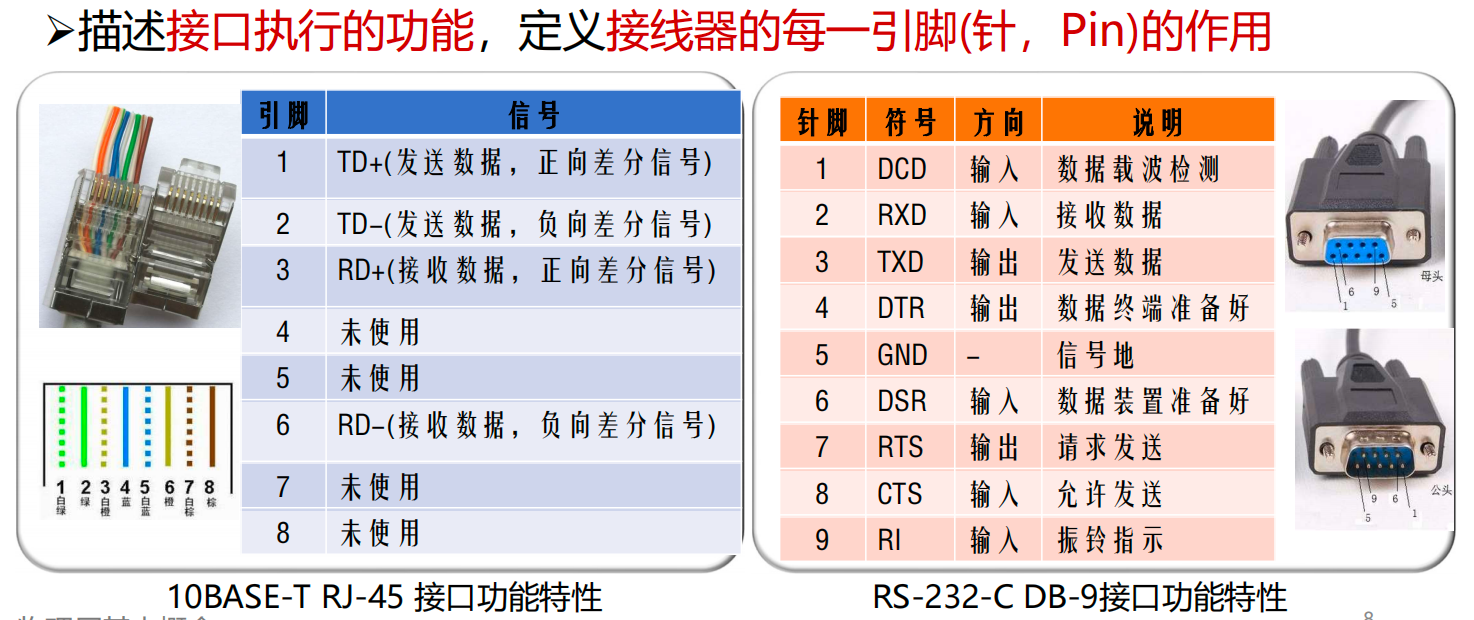 ➢描述接口执行的功能，定义接线器的每一引脚(针，Pin)的作用
引脚 信号
1 TD+(发送数据，正向差分信号)
2 TD-(发送数据，负向差分信号)
3 RD+(接收数据，正向差分信号)
4 未使用
5 未使用
6 RD-(接收数据，负向差分信号)
7 未使用
8 未使用
1 2 3 4 5 6 7 8
白绿 绿 白橙 蓝 白蓝 橙 白棕 棕
10BASE-T RJ-45 接口功能特性
针脚 符号 方向 说明
1 DCD 输入 数据载波检测
2 RXD 输入 接收数据
3 TXD 输出 发送数据
4 DTR 输出 数据终端准备好
5 GND - 信号地
6 DSR 输入 数据装置准备好
7 RTS 输出 请求发送
8 CTS 输入 允许发送
9 RI 输入 振铃指示
母头
6 9
1 5
公头
9 6
5 1
RS-232-C DB-9接口功能特性
8